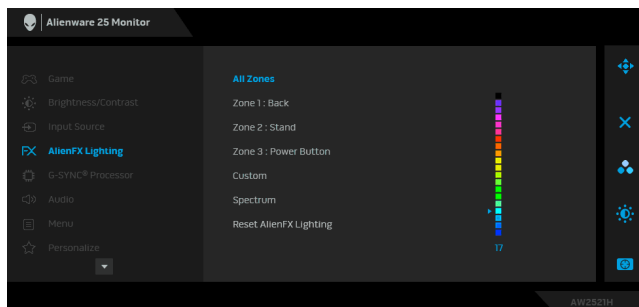 Alienware 25 Monitor
Game
Brightness/Contrast
Input Source
FX AlienFX Lighting
G-SYNC® Processor
Audio
Menu
Personalize
All Zones
Zone 1 : Back
Zone 2 : Stand
Zone 3 : Power Button
Custom
Spectrum
Reset AlienFX Lighting
17
AW2521H